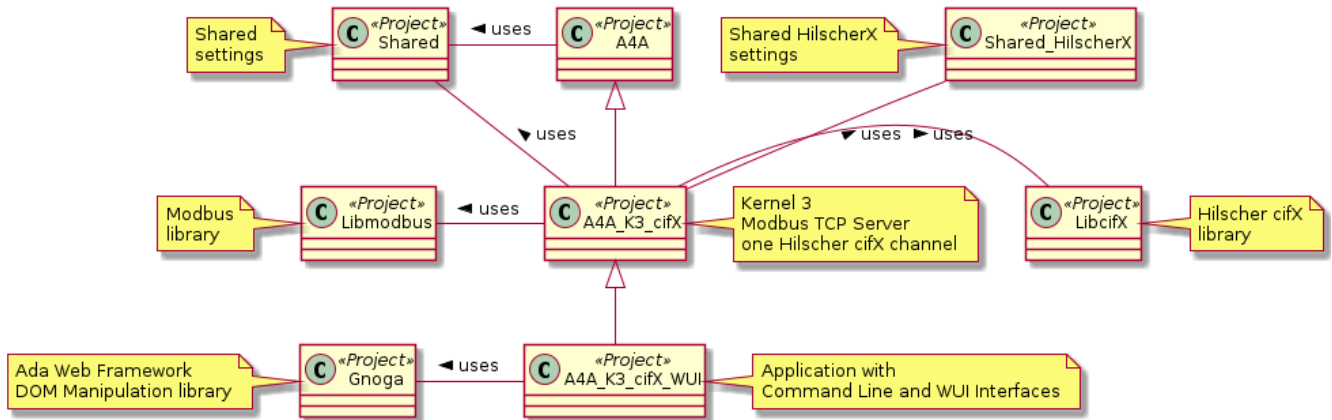 Shared
settings
C «Project»
Shared
◄ uses
C «Project»
A4A
Shared HilscherX
settings
C «Project»
Shared_HilscherX
◄ uses
► uses
► uses
Modbus
library
C «Project»
Libmodbus
◄ uses
C «Project»
A4A_K3_cifX
Kernel 3
Modbus TCP Server
one Hilscher cifX channel
C «Project»
LibcifX
Hilscher cifX
library
Ada Web Framework
DOM Manipulation library
C «Project»
Gnoga
◄ uses
C «Project»
A4A_K3_cifX_WUI
Application with
Command Line and WUI Interfaces